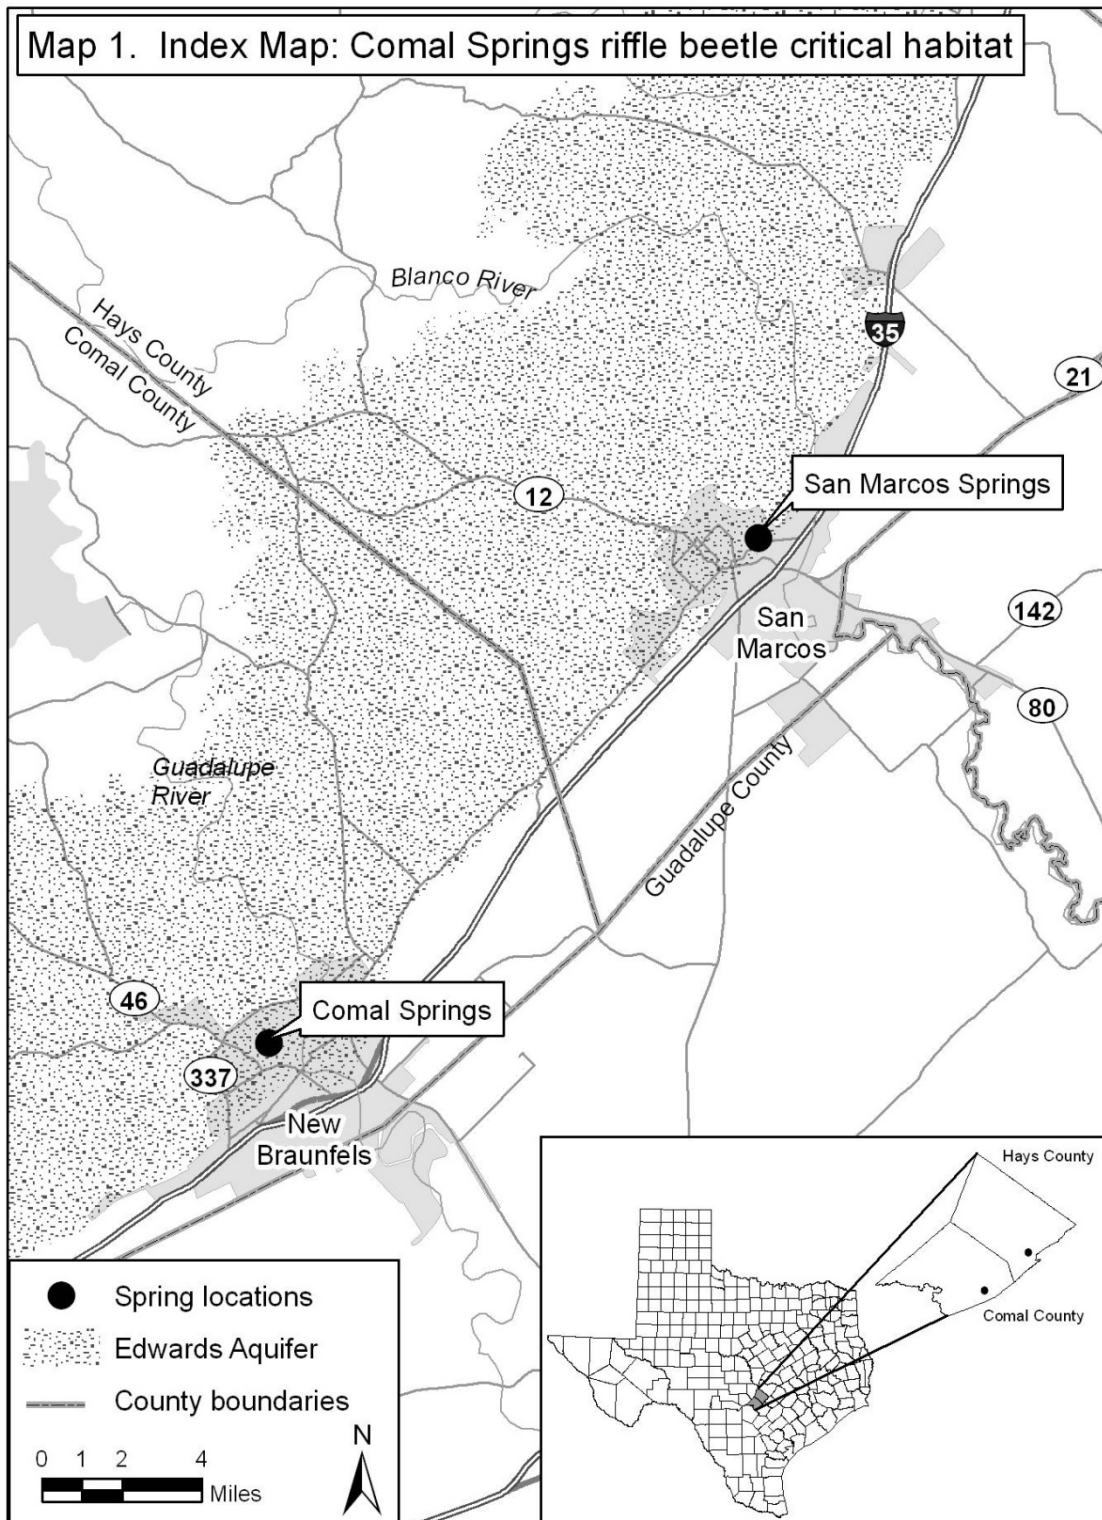 Map 1. Index Map: Comal Springs riffle beetle critical habitat
Blanco River
Hays County
Comal County
35
21
12
San Marcos Springs
San
Marcos
142
80
Guadalupe
River
Guadalupe County
46
Comal Springs
337
New
Braunfels
Spring locations
Edwards Aquifer
County boundaries
0 1 2 4
Miles
N
Hays County
Comal County